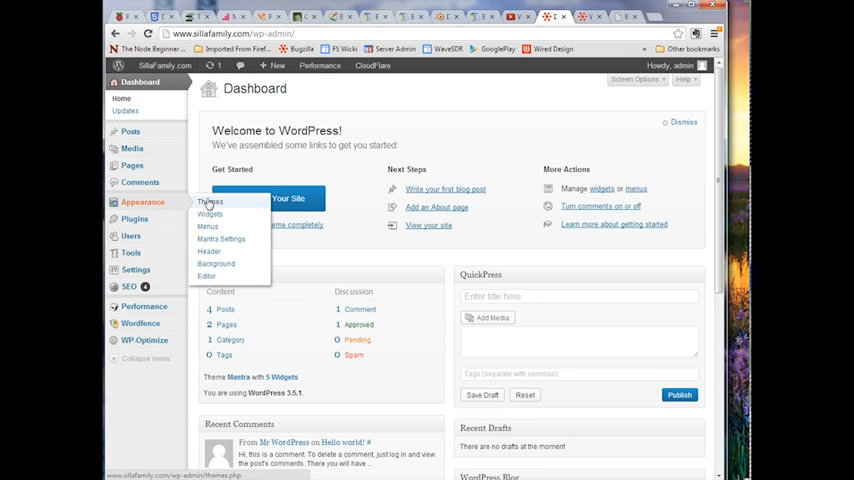 www.sillafamily.com/wp-admin/
N The Node Beginner
Imported From Firef
Bugzilla
FS Wicki
Server Admin
WaveSDR
GooglePlay
Wired Design
»
Other bookmarks
SillaFamily.com
1
+ New
Performance
CloudFlare
Howdy, admin
Dashboard
Home
Updates
Posts
Media
Pages
Comments
Appearance
Plugins
Users
Tools
Settings
SEO 4
Performance
Wordfence
WP-Optimize
Collapse menu
Themes
Widgets
Menus
Mantra Settings
Header
Background
Editor
Dashboard
Screen Options
Help
Welcome to WordPress!
We've assembled some links to get you started:
Dismiss
Get Started
Your Site
completely
Next Steps
Write your first blog post
Add an About page
View your site
More Actions
Manage widgets or menus
Turn comments on or off
Learn more about getting started
Content
Discussion
4 Posts
1 Comment
2 Pages
1 Approved
1 Category
0 Pending
0 Tags
0 Spam
Theme Mantra with 5 Widgets
You are using WordPress 3.5.1.
QuickPress
Enter title here
Add Media
Tags (separate with commas)
Save Draft
Reset
Publish
Recent Comments
From Mr WordPress on Hello world! #
Hi, this is a comment. To delete a comment, just log in and
view the post's comments. There you will have ...
Recent Drafts
There are no drafts at the moment
WordPress Blog
www.sillafamily.com/wp-admin/themes.php